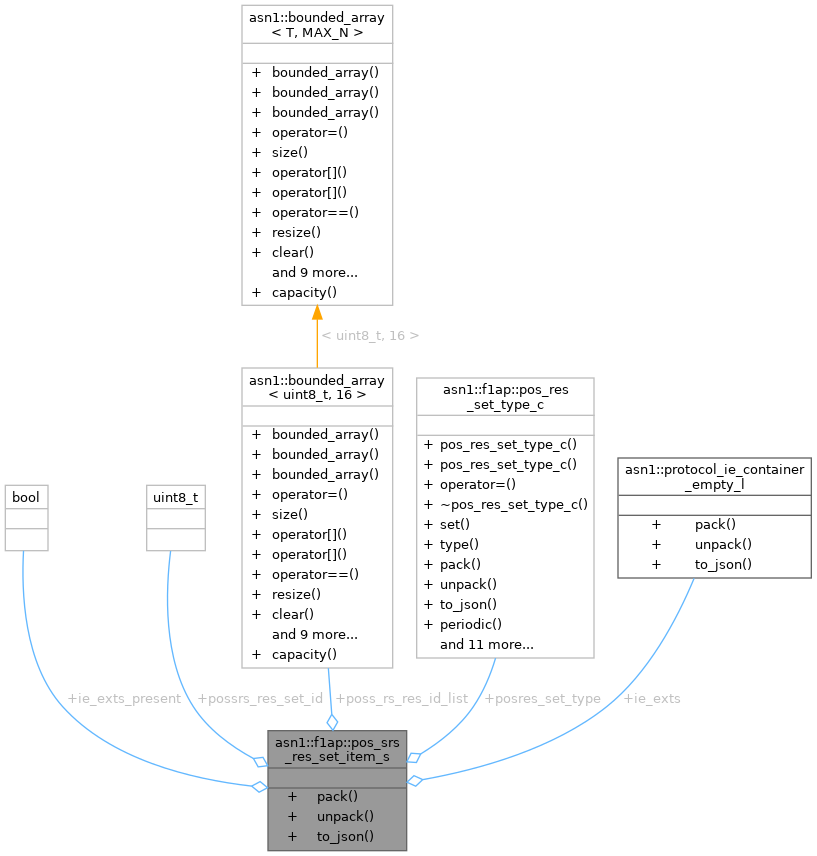 asn1::bounded_array
< T, MAX_N >
+ bounded_array()
+ bounded_array()
+ bounded_array()
+ operator=()
+ size()
+ operator[]()
+ operator[]()
+ operator==()
+ resize()
+ clear()
and 9 more...
+ capacity()
< uint8_t, 16 >
asn1::bounded_array
< uint8_t, 16 >
+ bounded_array()
+ bounded_array()
+ bounded_array()
+ operator=()
+ size()
+ operator[]()
+ operator[]()
+ operator==()
+ resize()
+ clear()
and 9 more...
+ capacity()
asn1::f1ap::pos_res
_set_type_c
+ pos_res_set_type_c()
+ pos_res_set_type_c()
+ operator=()
+ ~pos_res_set_type_c()
+ set()
+ type()
+ pack()
+ unpack()
+ to_json()
+ periodic()
and 11 more...
asn1::protocol_ie_container
_empty_l
+ pack()
+ unpack()
+ to_json()
bool
uint8_t
+ie_exts_present
+possrs_res_set_id
+poss_rs_res_id_list
+posres_set_type
+ie_exts
asn1::f1ap::pos_srs
_res_set_item_s
+ pack()
+ unpack()
+ to_json()